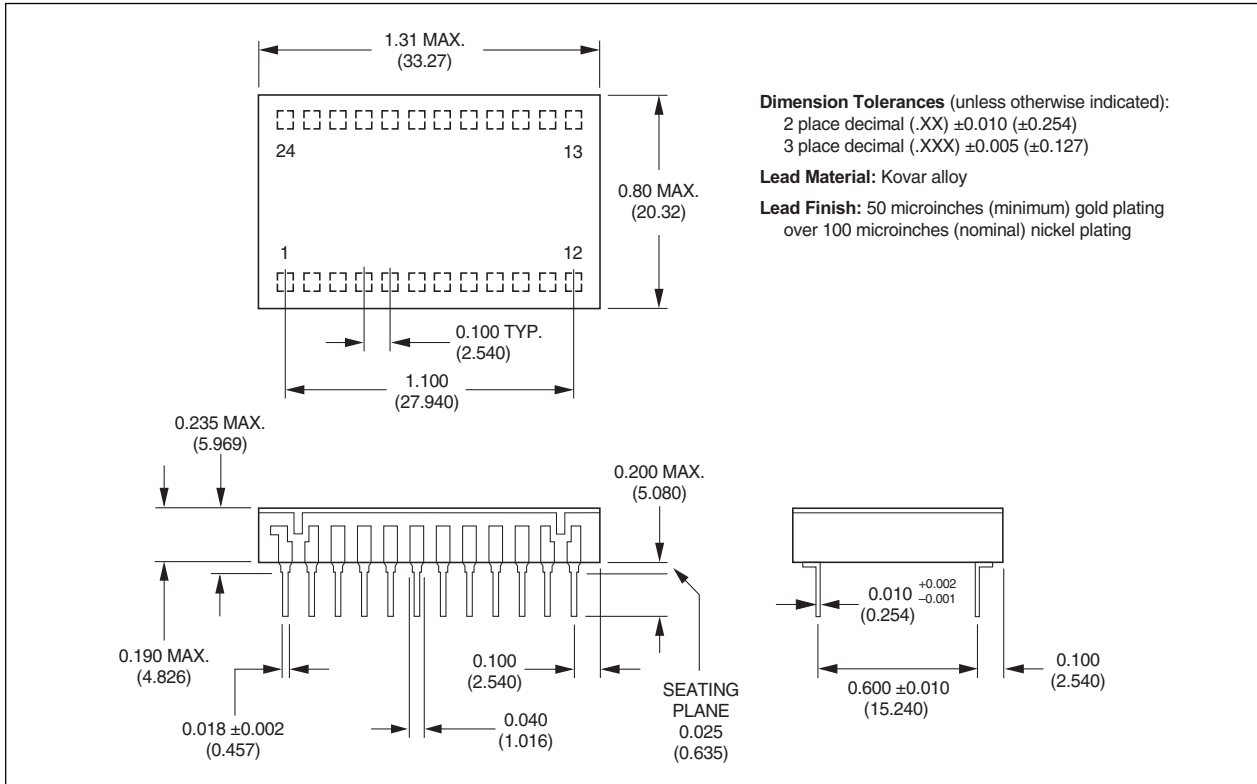 1.31 MAX.
(33.27)
24
13
1
12
0.80 MAX.
(20.32)
0.100 TYP.
(2.540)
1.100
(27.940)
Dimension Tolerances (unless otherwise indicated):
2 place decimal (.XX) ±0.010 (±0.254)
3 place decimal (.XXX) ±0.005 (±0.127)
Lead Material: Kovar alloy
Lead Finish: 50 microinches (minimum) gold plating
over 100 microinches (nominal) nickel plating
0.235 MAX.
(5.969)
0.200 MAX.
(5.080)
0.190 MAX.
(4.826)
0.018 ±0.002
(0.457)
0.040
(1.016)
0.100
(2.540)
SEATING
PLANE
0.025
(0.635)
0.010 +0.002
–0.001
(0.254)
0.600 ±0.010
(15.240)
0.100
(2.540)